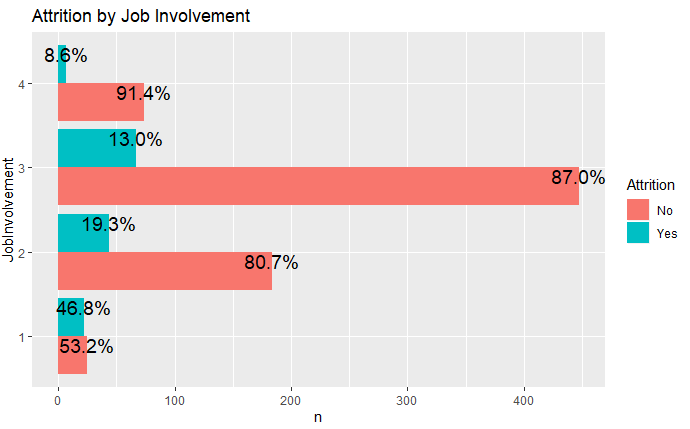 Attrition by Job Involvement
8.6%
4
91.4%
13.0%
3
87.0%
19.3%
2
80.7%
46.8%
1
53.2%
JobInvolvement
0
100
200
300
400
n
Attrition
No
Yes